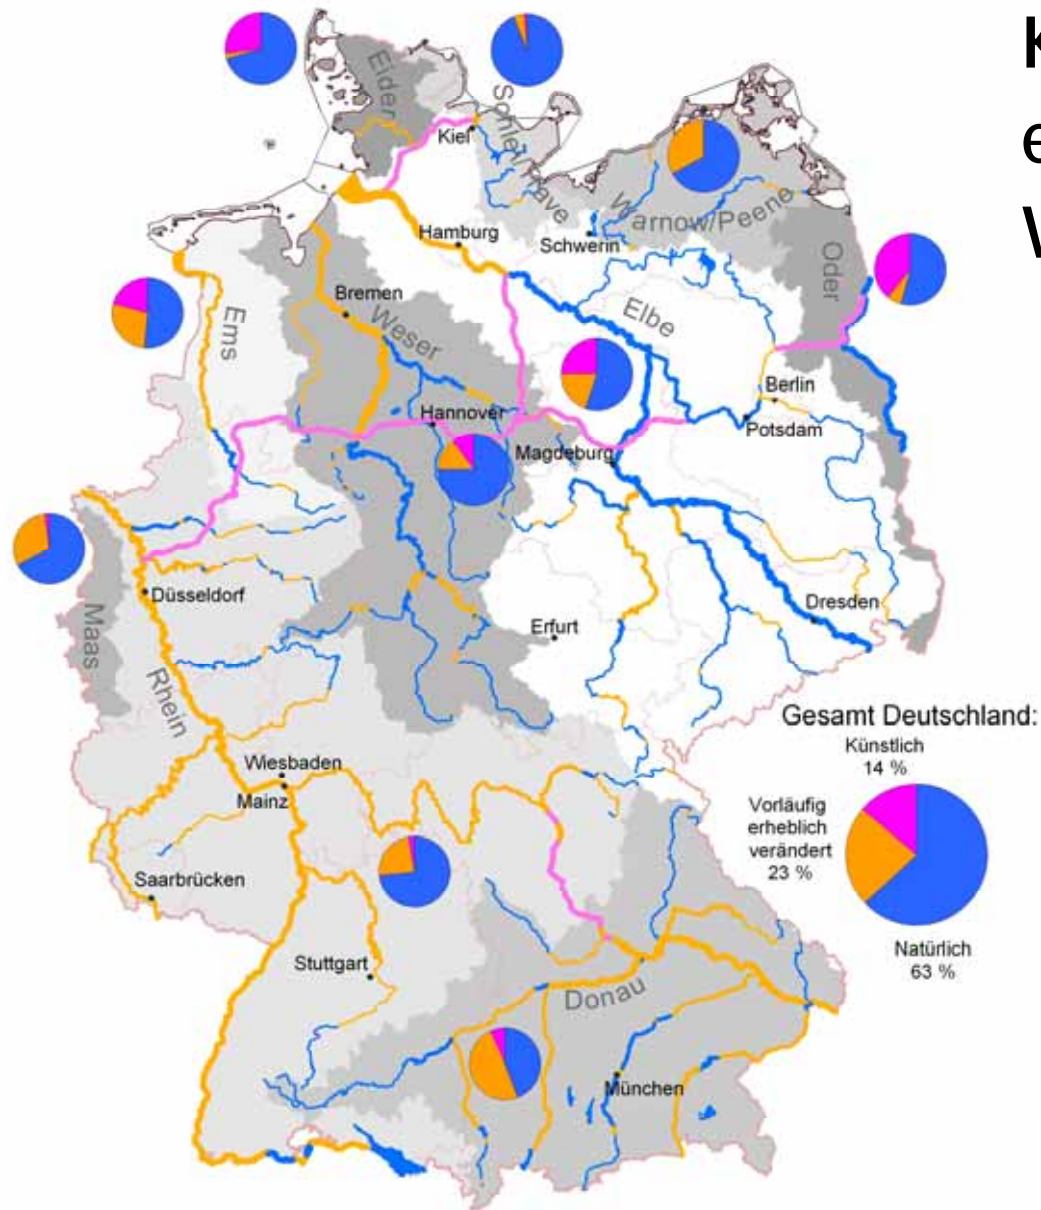 Eider
Kiel
Schlei/Trave
Warnow/Peene
Hamburg
Schwerin
Oder
Ems
Bremen
Weser
Elbe
Berlin
Hannover
Potsdam
Magdeburg
Düsseldorf
Maas
Dresden
Erfurt
Rhein
Gesamt Deutschland:
Künstlich
14 %
Wiesbaden
Mainz
Vorläufig
erheblich
verändert
23 %
Saarbrücken
Natürlich
63 %
Stuttgart
Donau
München